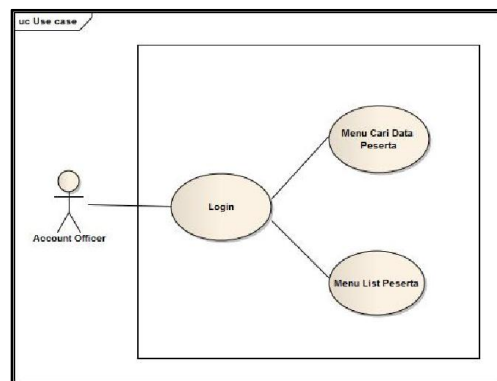 uc Use case
Menu Cari Data
Peserta
Login
Account Officer
Menu List Peserta